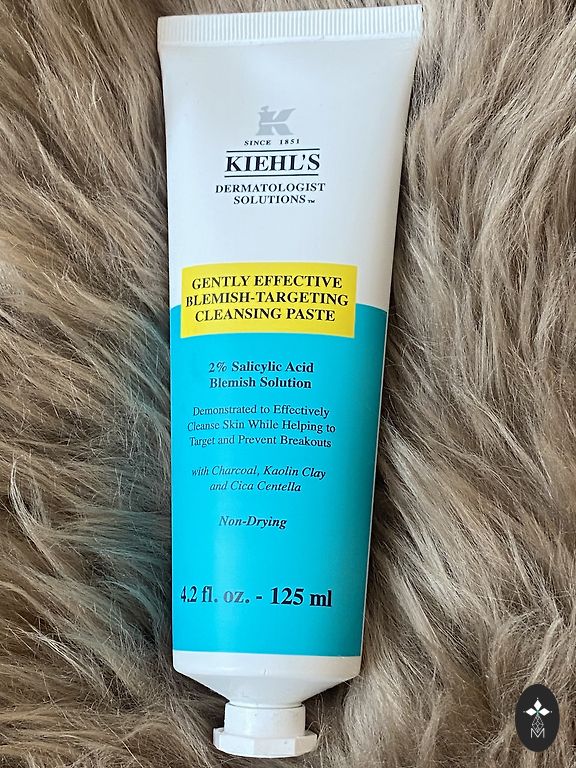 K
SINCE 1851
KIEHL'S
DERMATOLOGIST
SOLUTIONS™
GENTLY EFFECTIVE
BLEMISH-TARGETING
CLEANSING PASTE
2% Salicylic Acid
Blemish Solution
Demonstrated to Effectively
Cleanse Skin While Helping to
Target and Prevent Breakouts
with Charcoal, Kaolin Clay
and Cica Centella
Non-Drying
4.2 fl. oz. - 125 ml
M